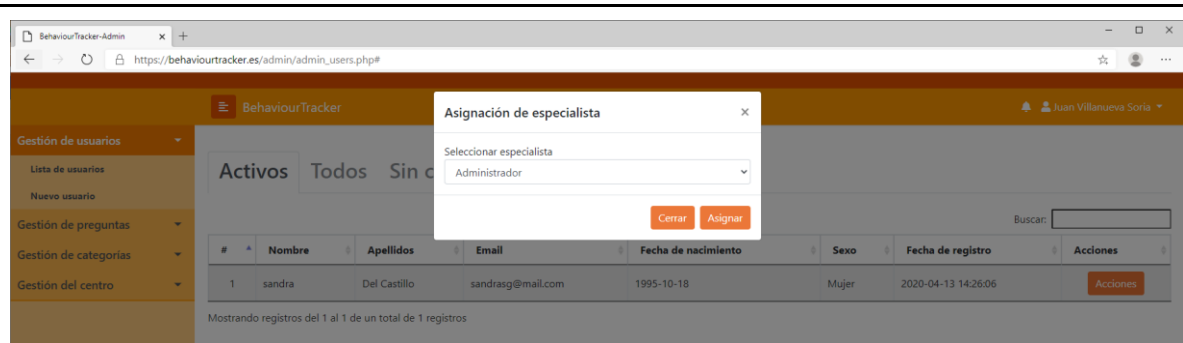 BehaviourTracker-Admin
https://behaviourtracker.es/admin/admin_users.php#
BehaviourTracker
Juan Villanueva Soria
Asignación de especialista
Seleccionar especialista
Administrador
Cerrar Asignar
Gestión de usuarios
Lista de usuarios
Nuevo usuario
Gestión de preguntas
Gestión de categorías
Gestión del centro
Activos Todos Sin c
Buscar:
# Nombre Apellidos Email Fecha de nacimiento Sexo Fecha de registro Acciones
1 sandra Del Castillo sandrasg@mail.com 1995-10-18 Mujer 2020-04-13 14:26:06 Acciones
Mostrando registros del 1 al 1 de un total de 1 registros